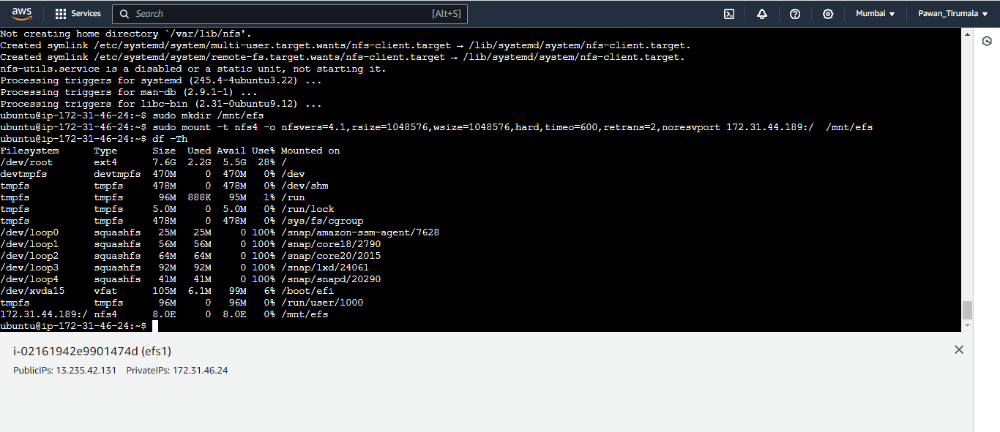 aws Services Search [Alt+S] Mumbai Pawan_Tirumala
Not creating home directory `/var/lib/nfs'.
Created symlink /etc/systemd/system/multi-user.target.wants/nfs-client.target → /lib/systemd/system/nfs-client.target.
Created symlink /etc/systemd/system/remote-fs.target.wants/nfs-client.target → /lib/systemd/system/nfs-client.target.
nfs-utils.service is a disabled or a static unit, not starting it.
Processing triggers for systemd (245.4-4ubuntu3.22) ...
Processing triggers for man-db (2.9.1-1) ...
Processing triggers for libc-bin (2.31-0ubuntu9.12) ...
ubuntu@ip-172-31-46-24:~$ sudo mkdir /mnt/efs
ubuntu@ip-172-31-46-24:~$ sudo mount -t nfs4 -o nfsvers=4.1,rsize=1048576,wsize=1048576,hard,timeo=600,retrans=2,noresvport 172.31.44.189:/  /mnt/efs
ubuntu@ip-172-31-46-24:~$ df -Th
Filesystem      Type      Size  Used Avail Use% Mounted on
/dev/root       ext4      7.6G  2.2G  5.5G  28% /
devtmpfs        devtmpfs  470M     0  470M   0% /dev
tmpfs           tmpfs     478M     0  478M   0% /dev/shm
tmpfs           tmpfs      96M  888K   95M   1% /run
tmpfs           tmpfs     5.0M     0  5.0M   0% /run/lock
tmpfs           tmpfs     478M     0  478M   0% /sys/fs/cgroup
/dev/loop0      squashfs   25M   25M     0 100% /snap/amazon-ssm-agent/7628
/dev/loop1      squashfs   56M   56M     0 100% /snap/core18/2790
/dev/loop2      squashfs   64M   64M     0 100% /snap/core20/2015
/dev/loop3      squashfs   92M   92M     0 100% /snap/lxd/24061
/dev/loop4      squashfs   41M   41M     0 100% /snap/snapd/20290
/dev/xvda15     vfat      105M  6.1M   99M   6% /boot/efi
tmpfs           tmpfs      96M     0   96M   0% /run/user/1000
172.31.44.189:/ nfs4      8.0E     0  8.0E   0% /mnt/efs
ubuntu@ip-172-31-46-24:~$
i-02161942e9901474d (efs1)
PublicIPs: 13.235.42.131 PrivateIPs: 172.31.46.24